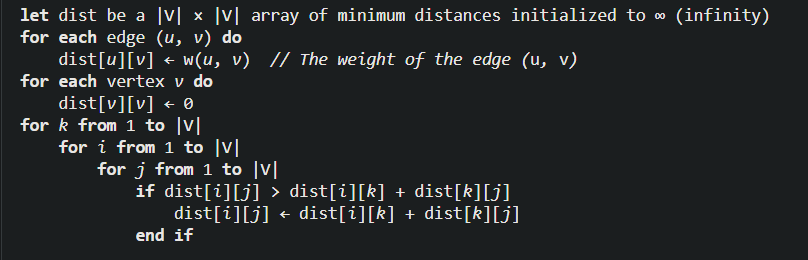 let dist be a |V| × |V| array of minimum distances initialized to ∞ (infinity)
for each edge (u, v) do
    dist[u][v] ← w(u, v)  // The weight of the edge (u, v)
for each vertex v do
    dist[v][v] ← 0
for k from 1 to |V|
    for i from 1 to |V|
        for j from 1 to |V|
            if dist[i][j] > dist[i][k] + dist[k][j]
                dist[i][j] ← dist[i][k] + dist[k][j]
            end if